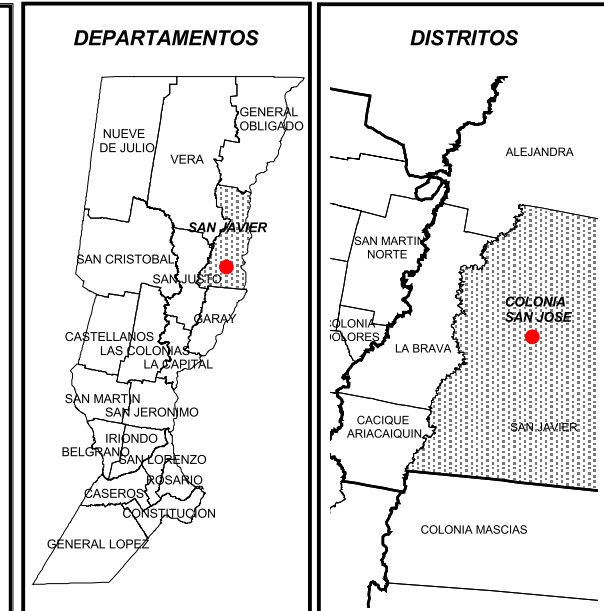 DEPARTAMENTOS
GENERAL
OBLIGADO
NUEVE
DE JULIO
VERA
SAN JAVIER
SAN CRISTOBAL
SAN JUSTO
GARAY
CASTELLANOS
LAS COLONIAS
LA CAPITAL
SAN MARTIN
SAN JERONIMO
IRIONDO
BELGRANO
SAN LORENZO
ROSARIO
CASEROS
CONSTITUCION
GENERAL LOPEZ
DISTRITOS
ALEJANDRA
SAN MARTIN
NORTE
COLONIA
SAN JOSE
COLONIA
DOLORES
LA BRAVA
CACIQUE
ARIACAIQUIN
SAN JAVIER
COLONIA MASCIAS